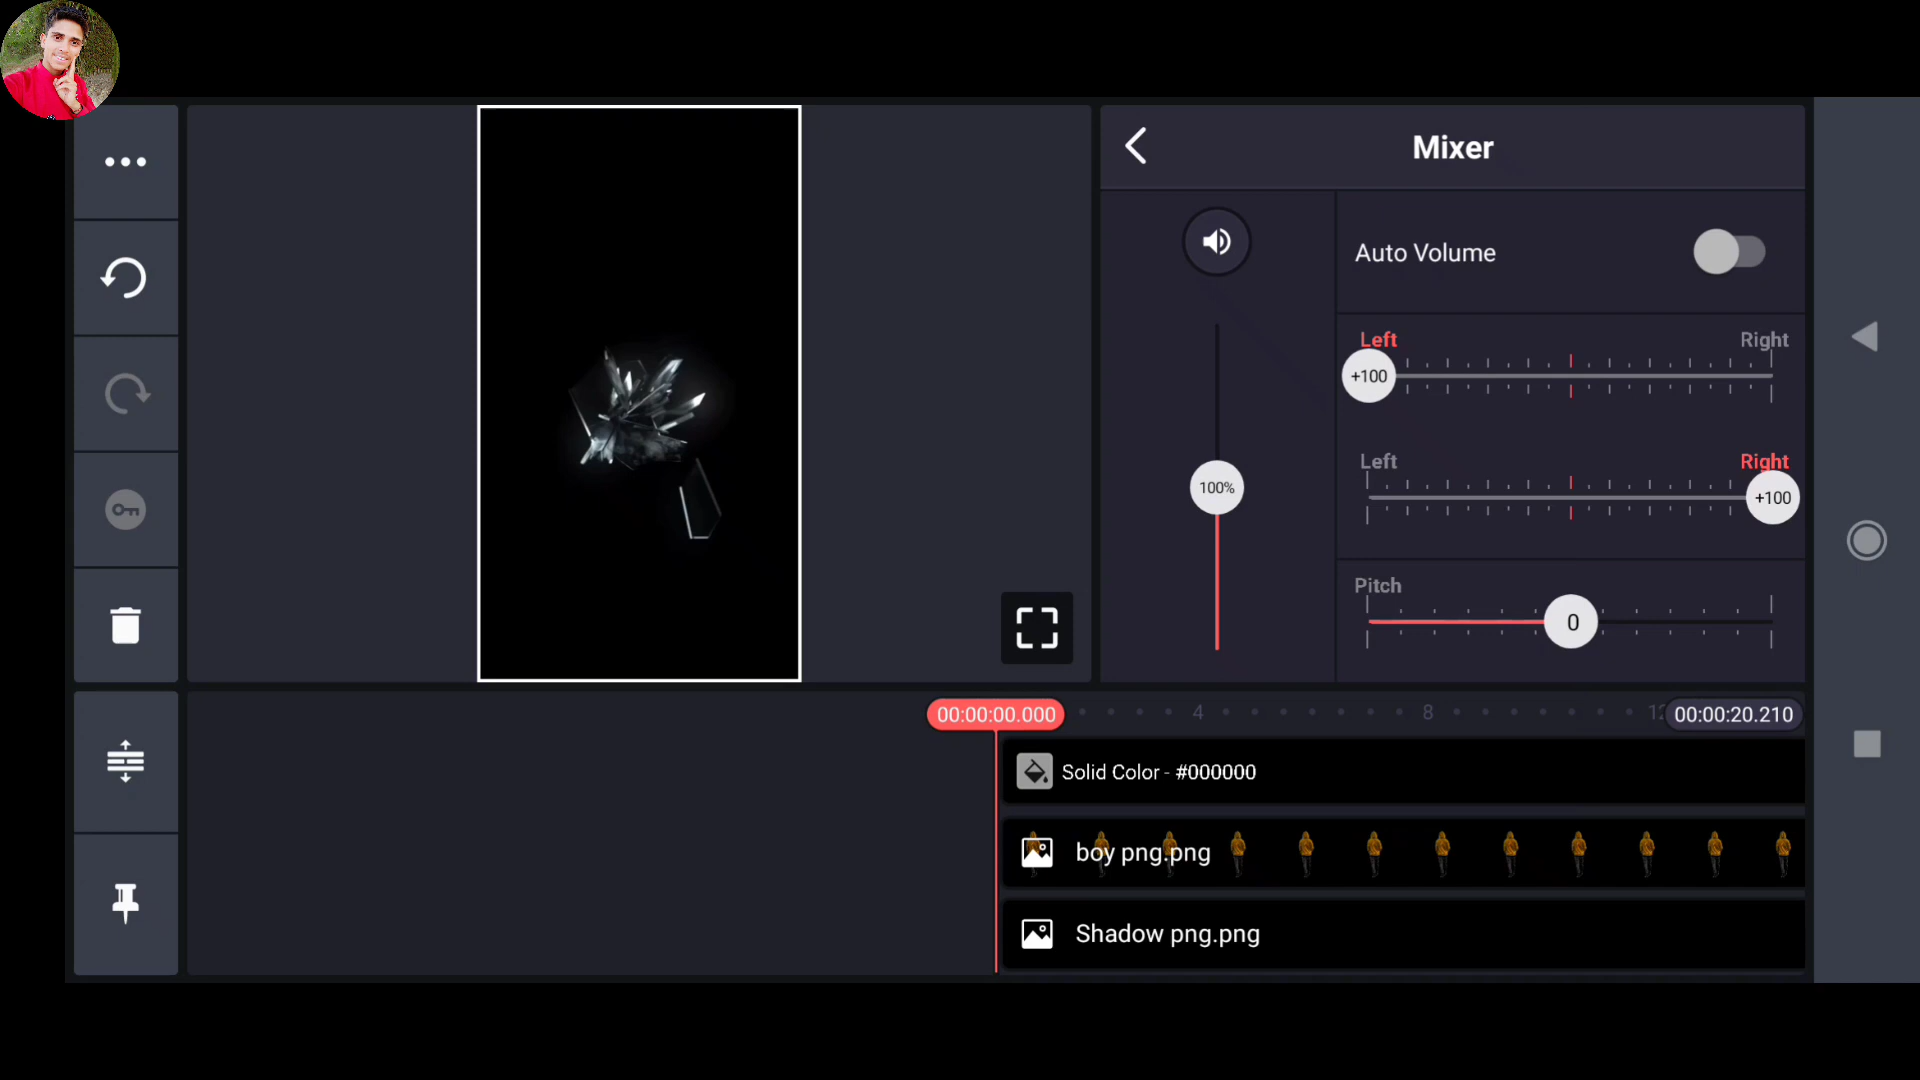 Mixer
Auto Volume
Left Right
+100
Left Right
+100
100%
Pitch
0
00:00:00.000 4 8 12 00:00:20.210
Solid Color - #000000
boy png.png
Shadow png.png